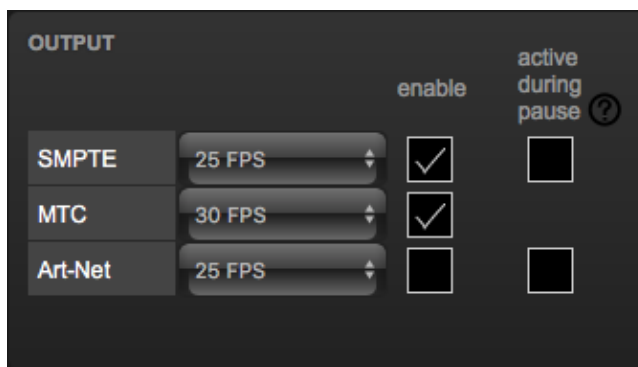 OUTPUT
enable
active
during
pause ?
SMPTE 25 FPS
MTC 30 FPS
Art-Net 25 FPS